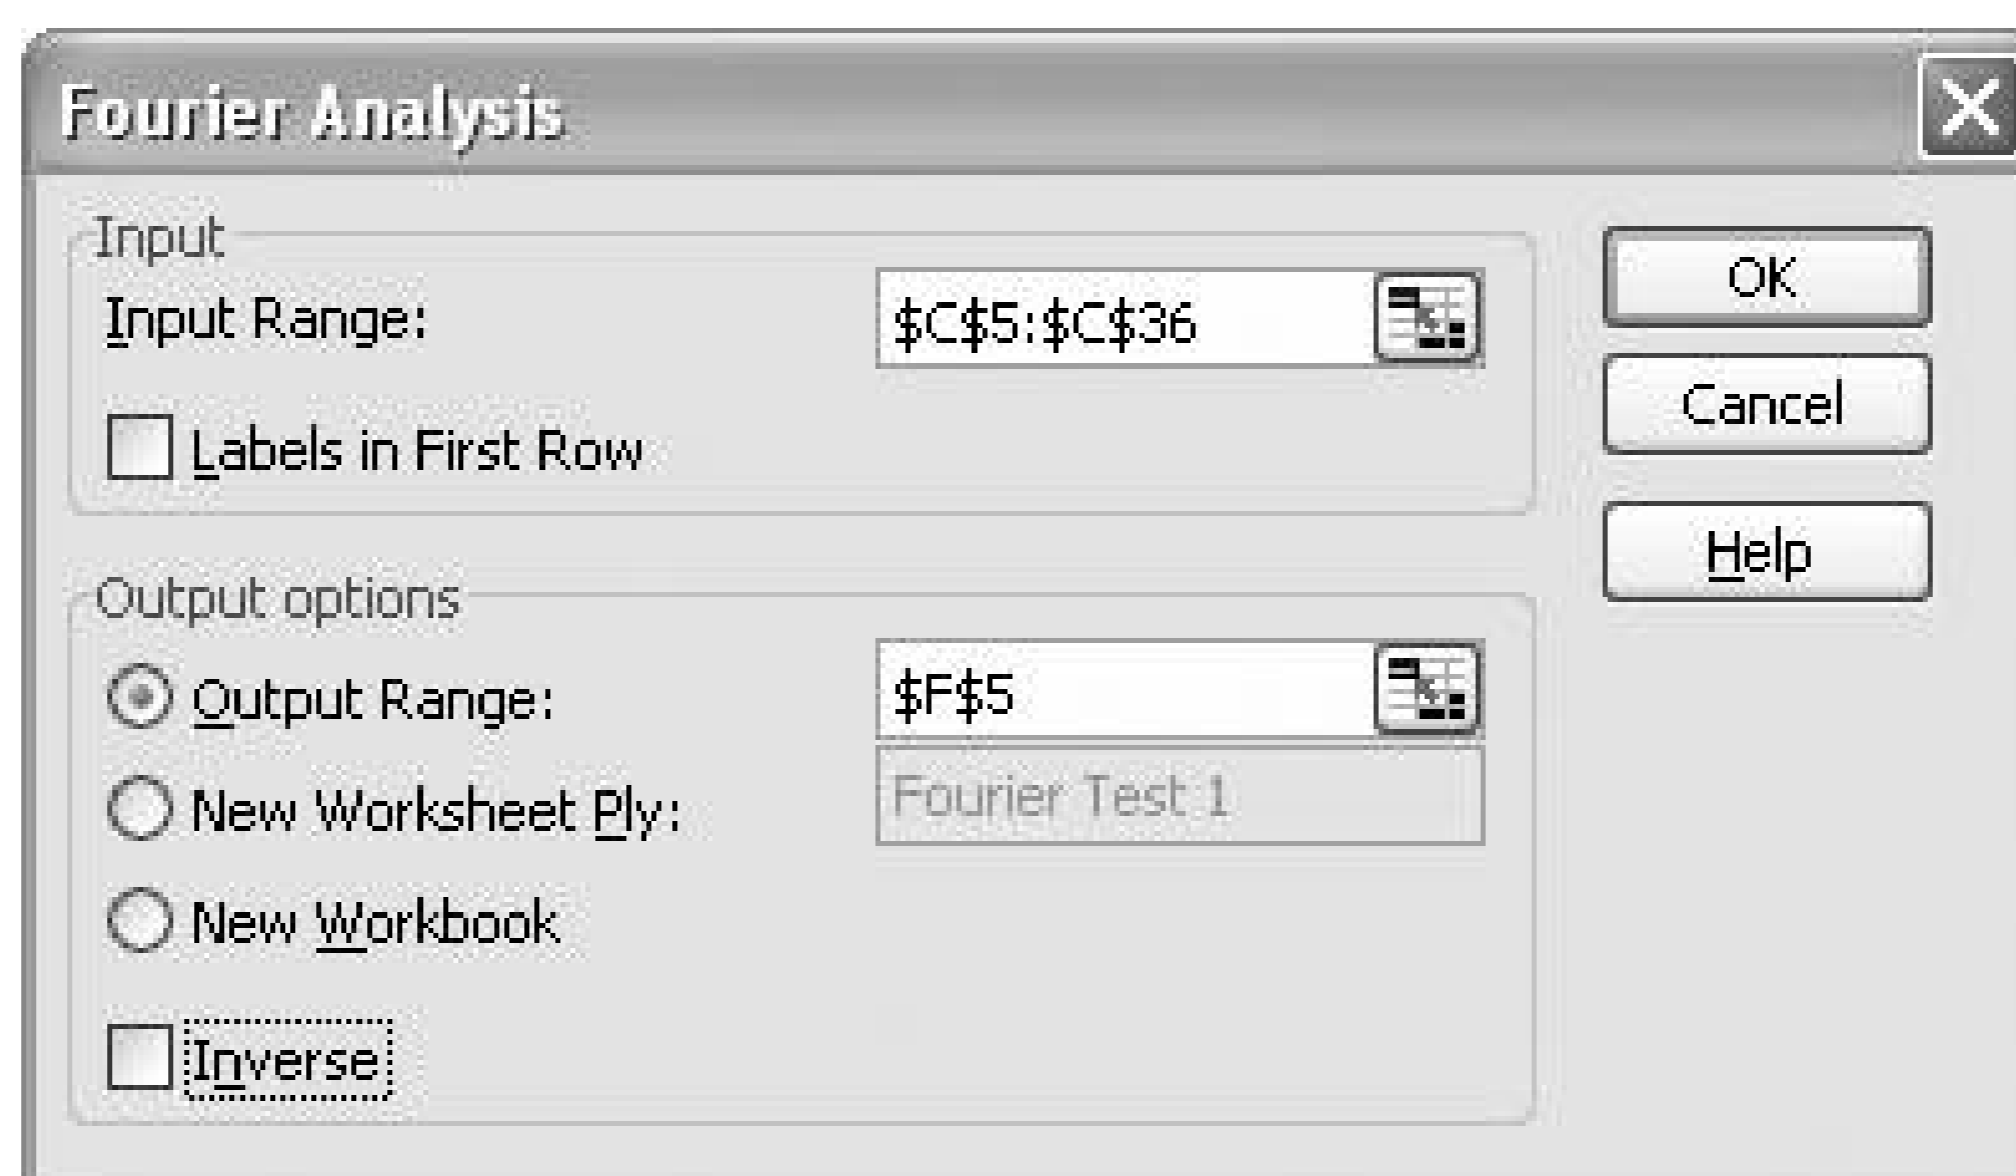 Fourier Analysis
Input
Input Range: $C$5:$C$36
Labels in First Row
OK
Cancel
Help
Output options
Output Range: $F$5
New Worksheet Ply: Fourier Test 1
New Workbook
Inverse